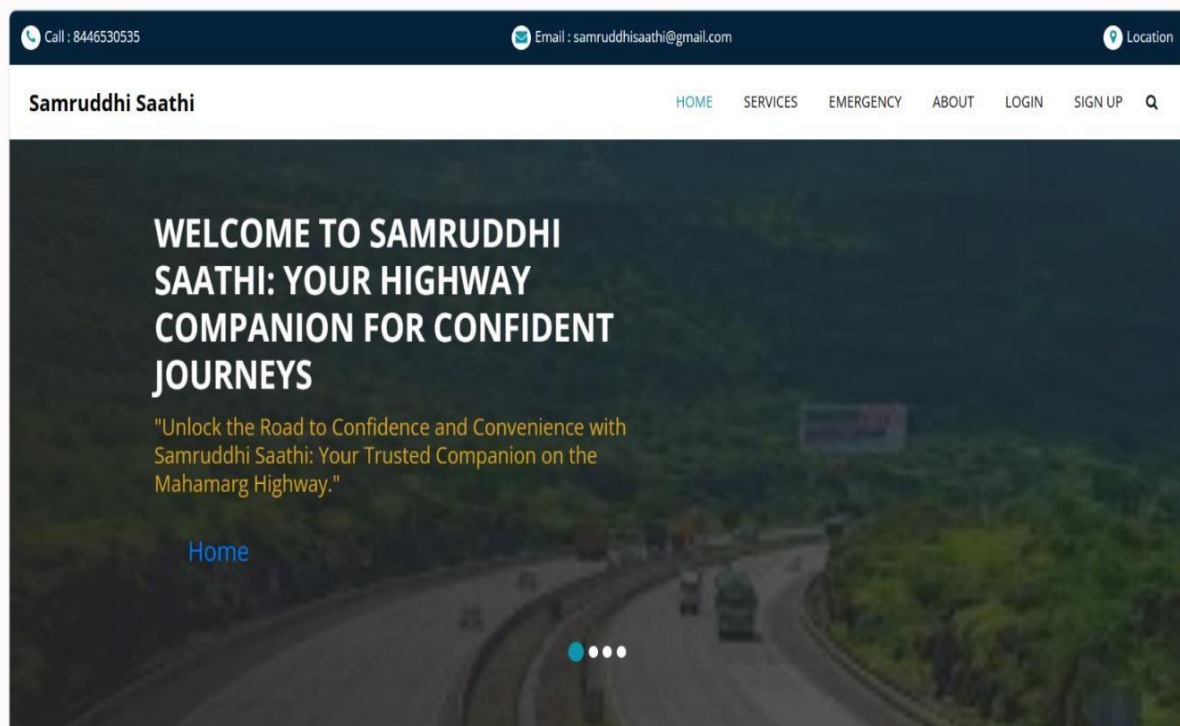 Call : 8446530535
Email : samruddhisaathi@gmail.com
Location
Samruddhi Saathi
HOME
SERVICES
EMERGENCY
ABOUT
LOGIN
SIGN UP
WELCOME TO SAMRUDDHI
SAATHI: YOUR HIGHWAY
COMPANION FOR CONFIDENT
JOURNEYS
"Unlock the Road to Confidence and Convenience with
Samruddhi Saathi: Your Trusted Companion on the
Mahamarg Highway."
Home